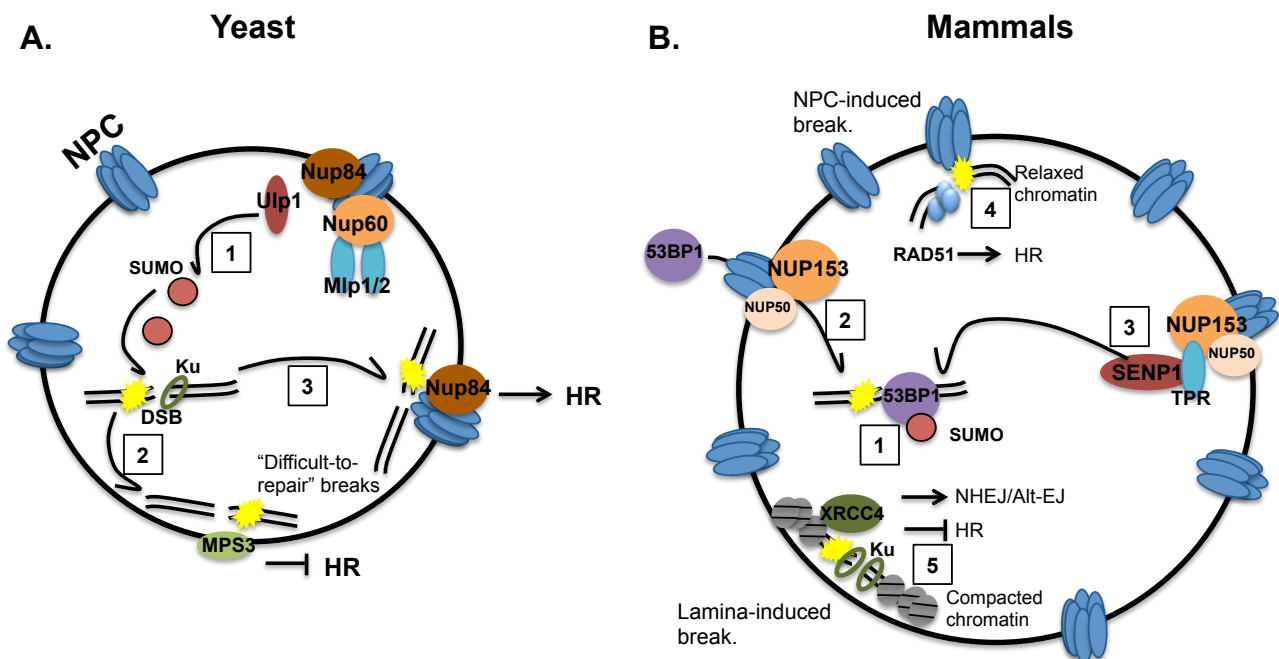 Yeast
A.
NPC
Nup84
Ulp1
Nup60
1
SUMO
Mlp1/2
Ku
3
DSB
Nup84
HR
2
“Difficult-to-
repair” breaks
MPS3
HR
Mammals
B.
NPC-induced
break.
Relaxed
chromatin
4
RAD51
HR
53BP1
NUP153
NUP50
2
3
NUP153
NUP50
SENP1
TPR
53BP1
1
SUMO
XRCC4
NHEJ/Alt-EJ
HR
Ku
5
Lamina-induced
break.
Compacted
chromatin